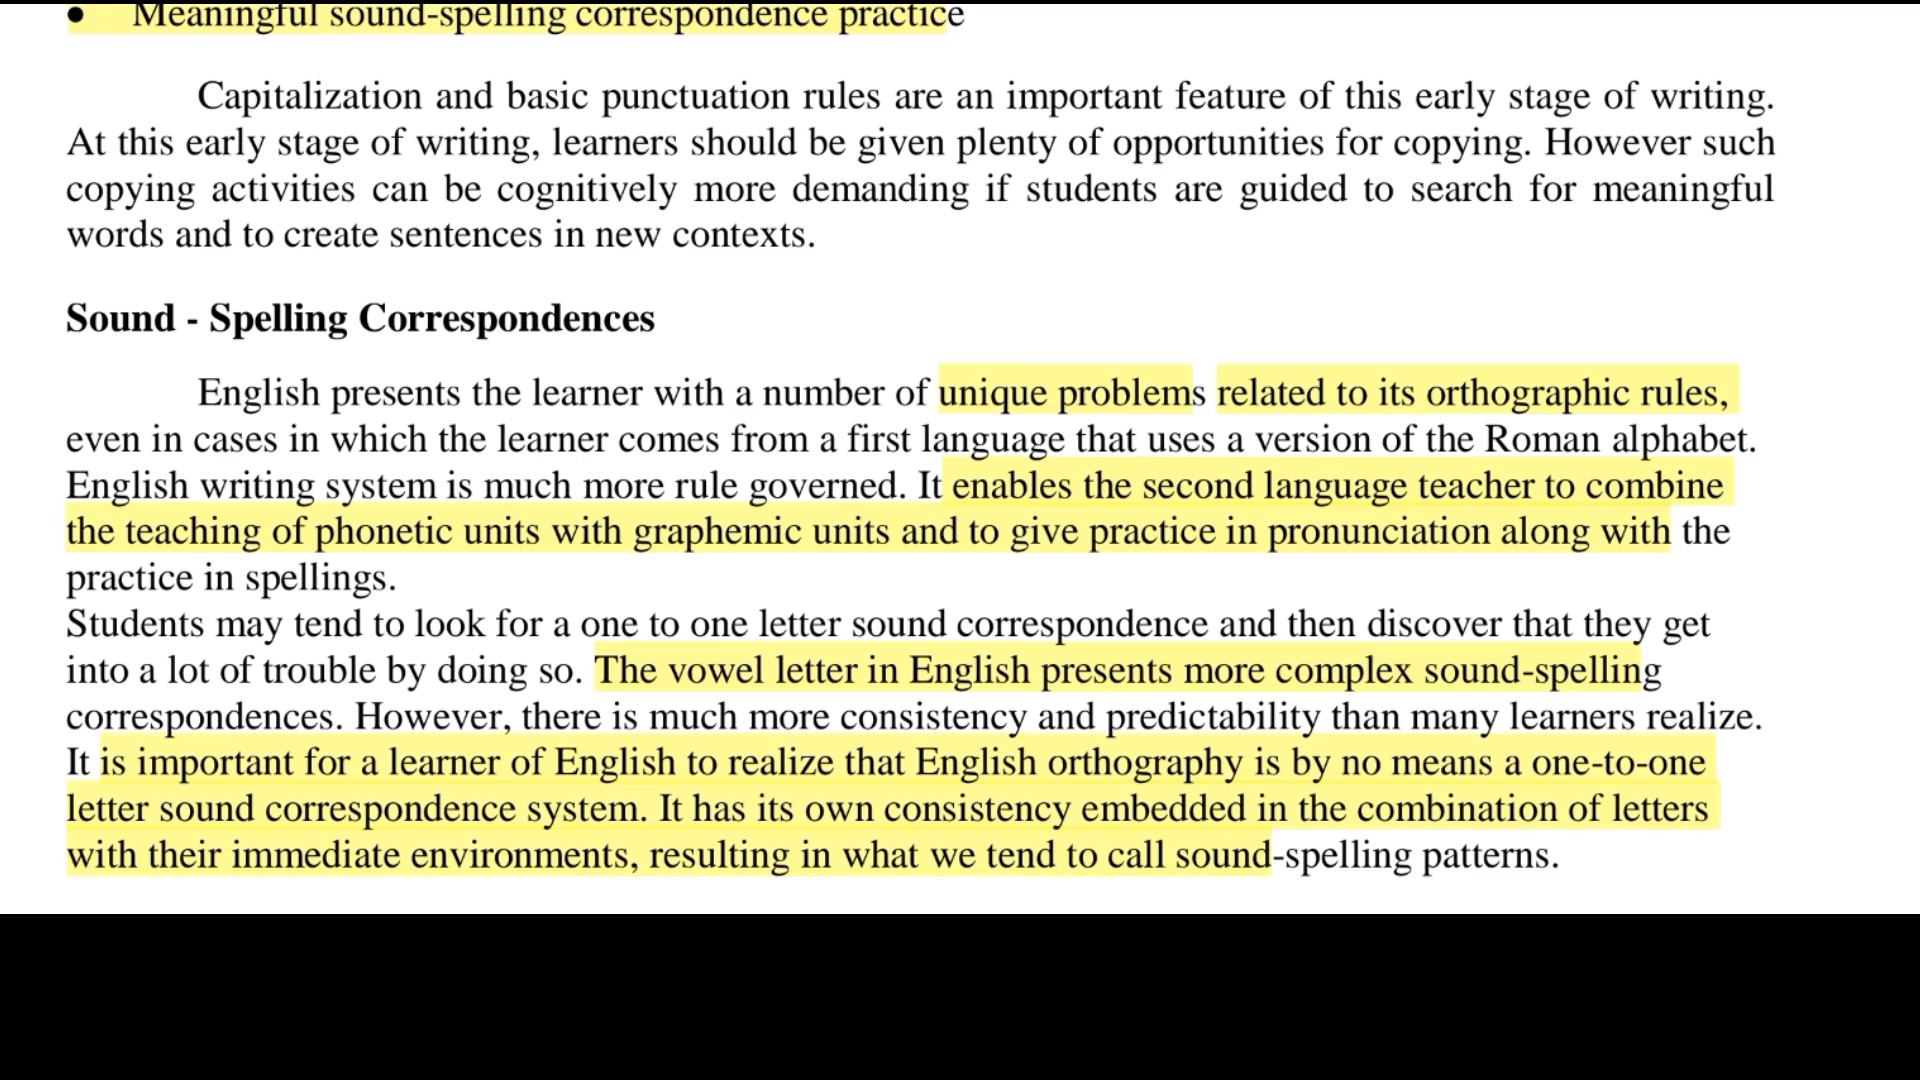 • Meaningful sound-spelling correspondence practice
Capitalization and basic punctuation rules are an important feature of this early stage of writing.
At this early stage of writing, learners should be given plenty of opportunities for copying. However such
copying activities can be cognitively more demanding if students are guided to search for meaningful
words and to create sentences in new contexts.
Sound - Spelling Correspondences
English presents the learner with a number of unique problems related to its orthographic rules,
even in cases in which the learner comes from a first language that uses a version of the Roman alphabet.
English writing system is much more rule governed. It enables the second language teacher to combine
the teaching of phonetic units with graphemic units and to give practice in pronunciation along with the
practice in spellings.
Students may tend to look for a one to one letter sound correspondence and then discover that they get
into a lot of trouble by doing so. The vowel letter in English presents more complex sound-spelling
correspondences. However, there is much more consistency and predictability than many learners realize.
It is important for a learner of English to realize that English orthography is by no means a one-to-one
letter sound correspondence system. It has its own consistency embedded in the combination of letters
with their immediate environments, resulting in what we tend to call sound-spelling patterns.